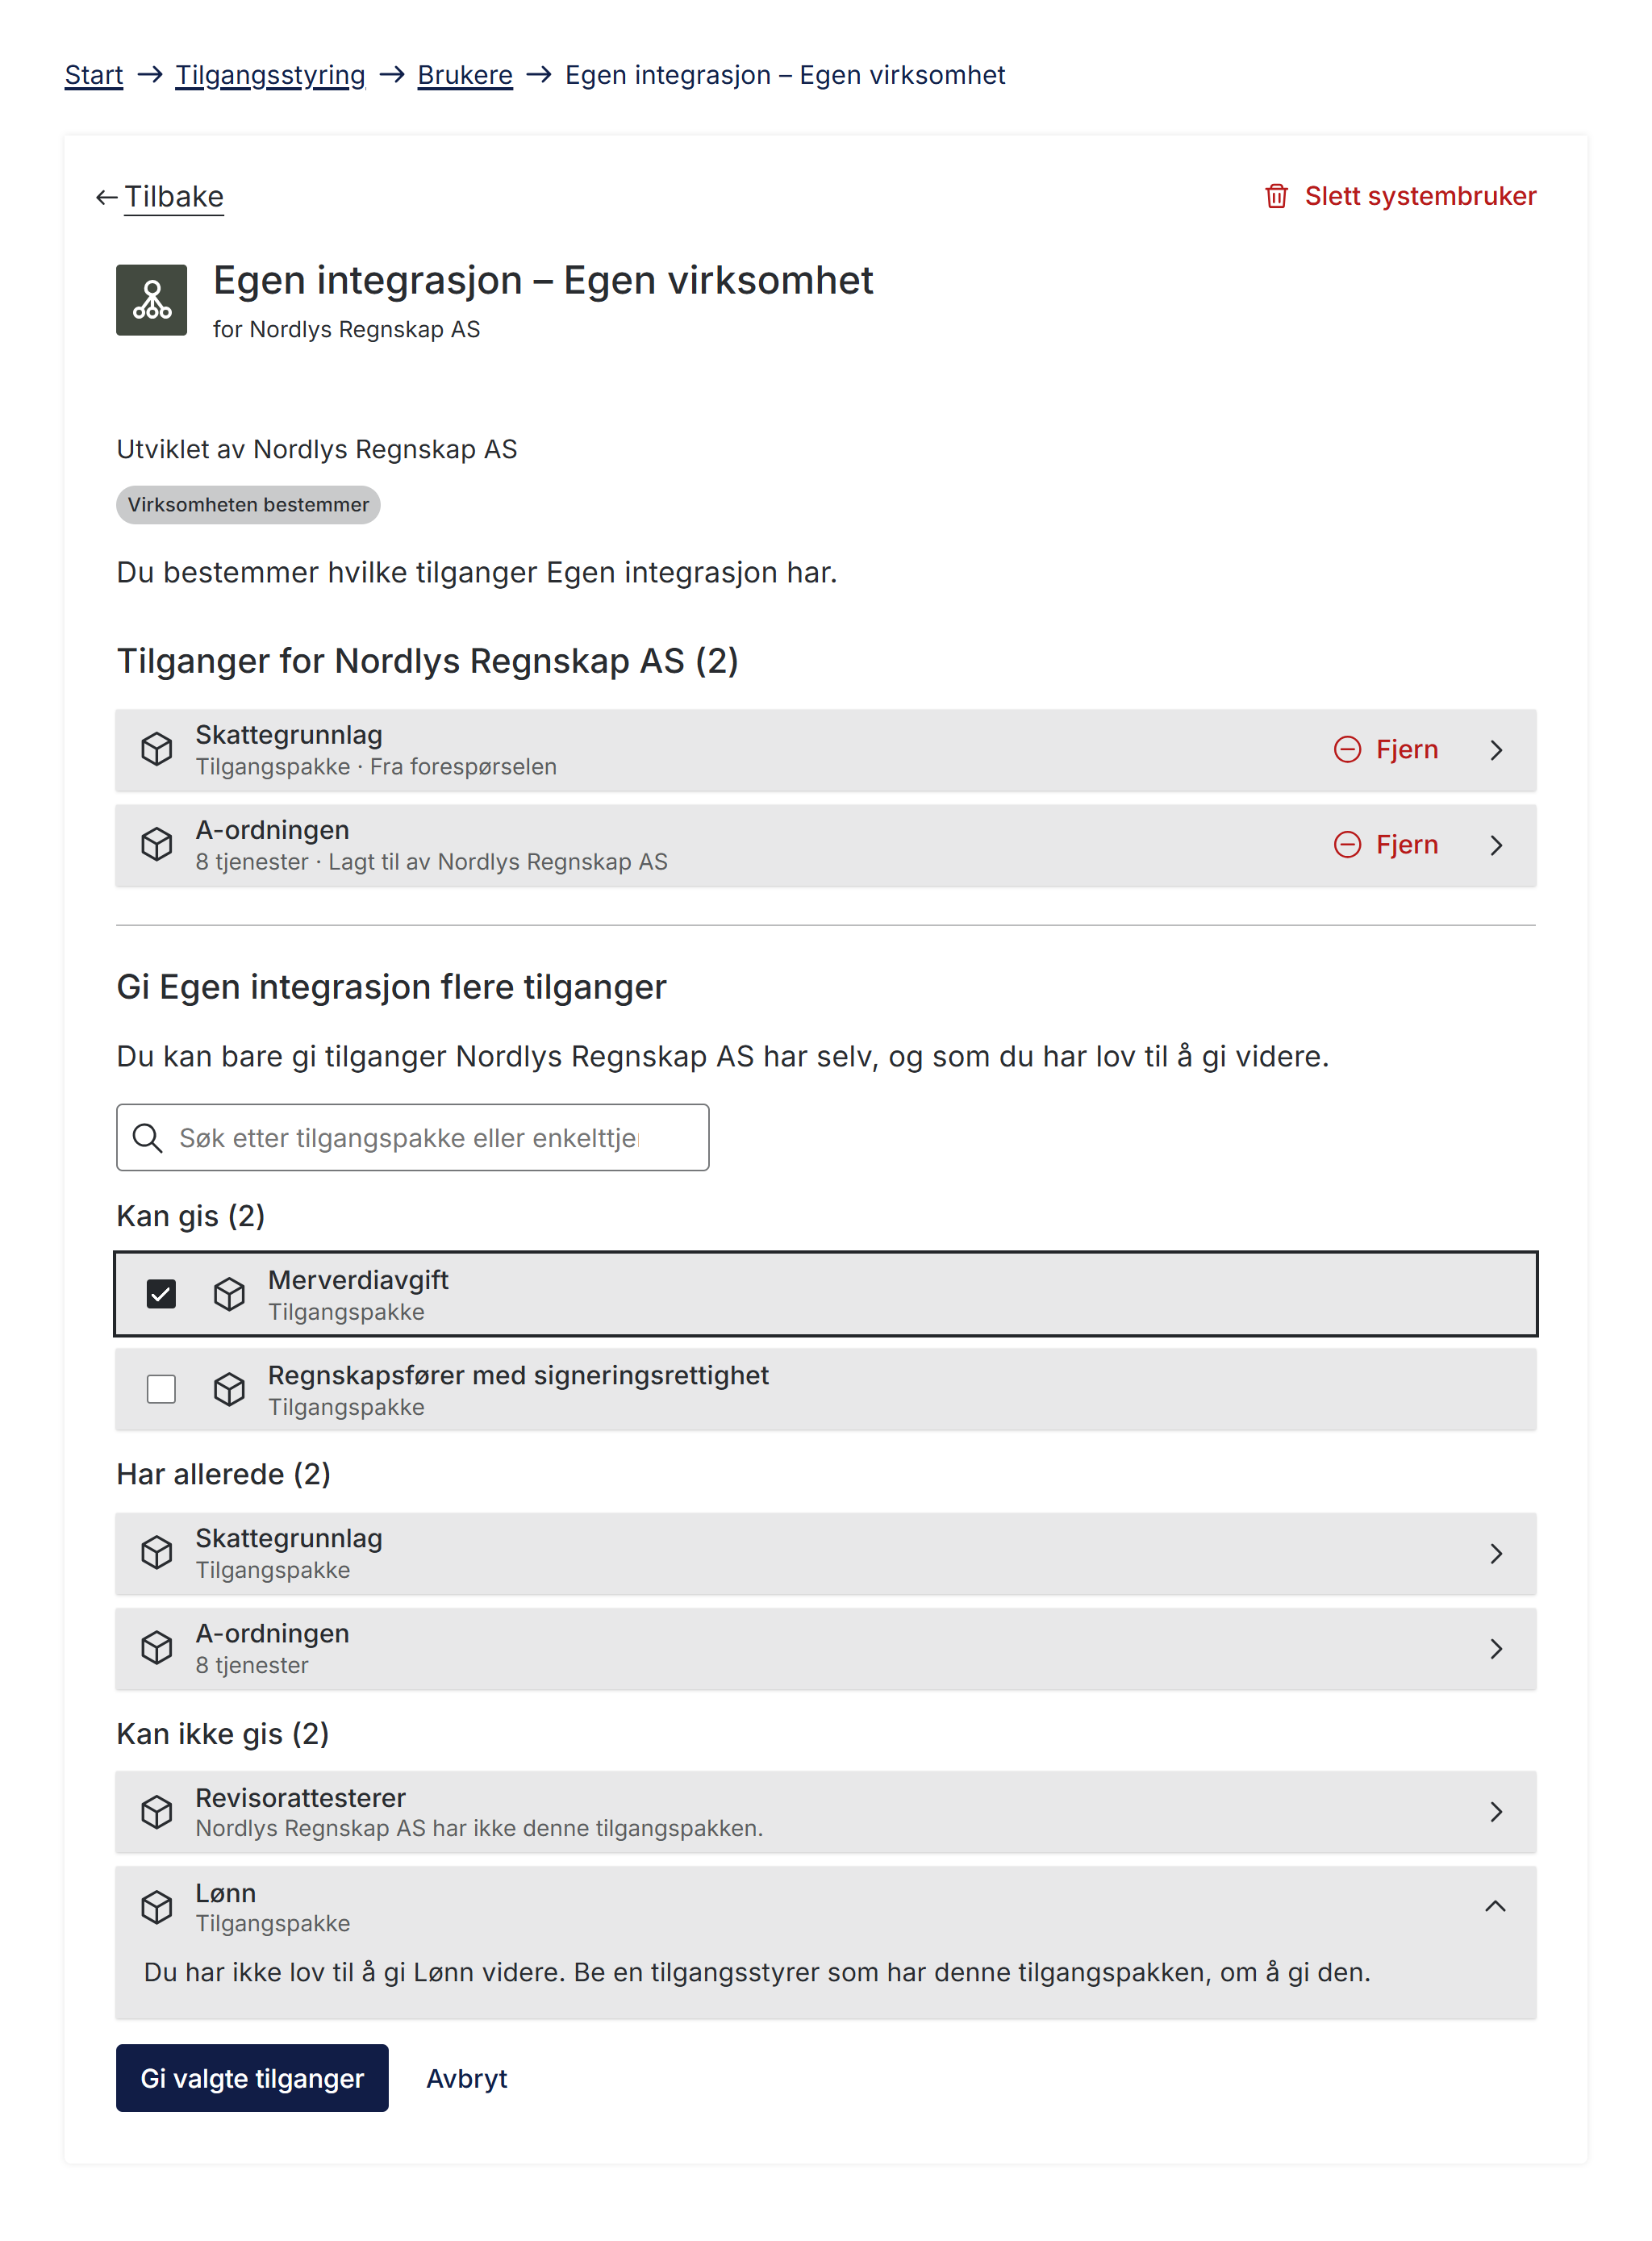 Start → Tilgangsstyring → Brukere → Egen integrasjon – Egen virksomhet
← Tilbake
Slett systembruker
Egen integrasjon – Egen virksomhet
for Nordlys Regnskap AS
Utviklet av Nordlys Regnskap AS
Virksomheten bestemmer
Du bestemmer hvilke tilganger Egen integrasjon har.
Tilganger for Nordlys Regnskap AS (2)
Skattegrunnlag
Tilgangspakke · Fra forespørselen
Fjern
A-ordningen
8 tjenester · Lagt til av Nordlys Regnskap AS
Fjern
Gi Egen integrasjon flere tilganger
Du kan bare gi tilganger Nordlys Regnskap AS har selv, og som du har lov til å gi videre.
Søk etter tilgangspakke eller enkelttje
Kan gis (2)
Merverdiavgift
Tilgangspakke
Regnskapsfører med signeringsrettighet
Tilgangspakke
Har allerede (2)
Skattegrunnlag
Tilgangspakke
A-ordningen
8 tjenester
Kan ikke gis (2)
Revisorattesterer
Nordlys Regnskap AS har ikke denne tilgangspakken.
Lønn
Tilgangspakke
Du har ikke lov til å gi Lønn videre. Be en tilgangsstyrer som har denne tilgangspakken, om å gi den.
Gi valgte tilganger
Avbryt